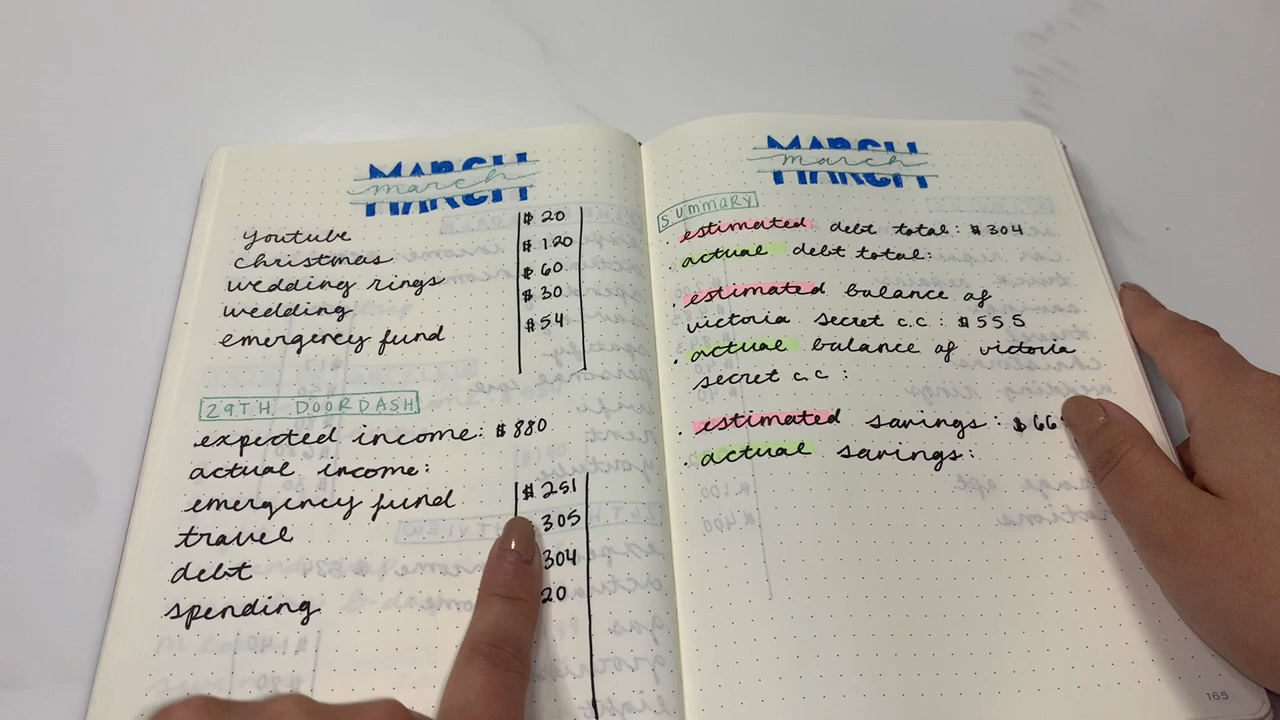 MARCH
march
youtube $20
christmas $120
wedding rings $60
wedding $30
emergency fund $54
29TH DOORDASH
expected income: $880
actual income:
emergency fund $251
travel 305
debt 304
spending 20
MARCH
march
SUMMARY
· estimated debt total: $304
· actual debt total:
· estimated balance of
victoria secret c.c.: $555
· actual balance of victoria
secret c.c:
· estimated savings: $66
· actual savings:
165